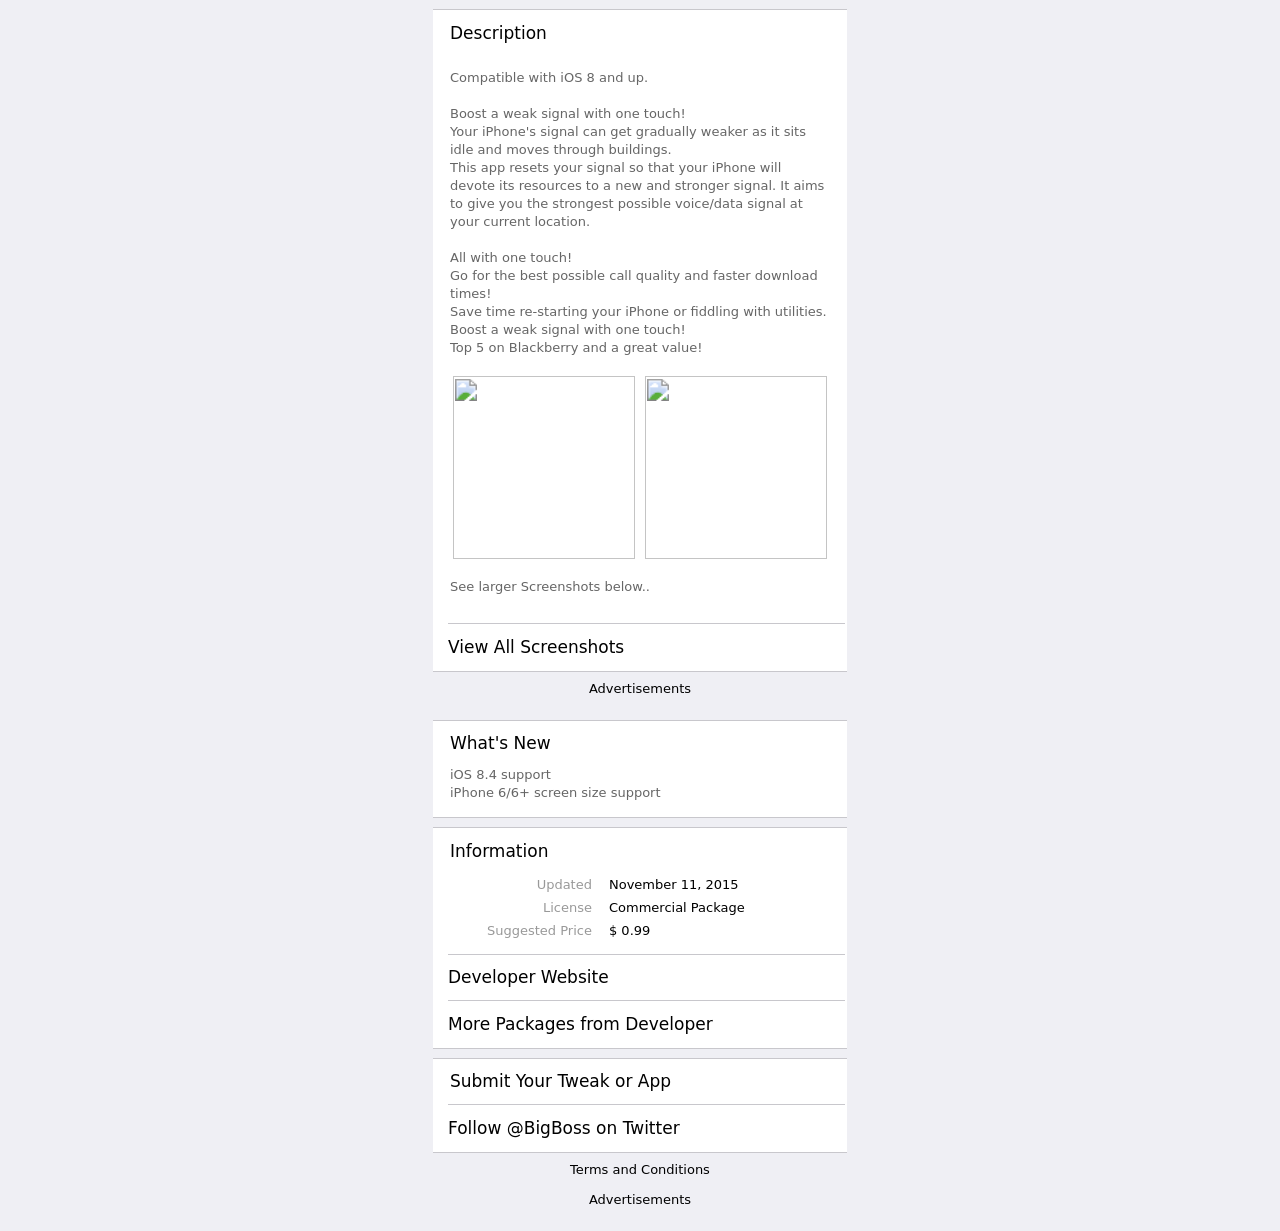 Description
Compatible with iOS 8 and up.
Boost a weak signal with one touch!
Your iPhone's signal can get gradually weaker as it sits
idle and moves through buildings.
This app resets your signal so that your iPhone will
devote its resources to a new and stronger signal. It aims
to give you the strongest possible voice/data signal at
your current location.
All with one touch!
Go for the best possible call quality and faster download
times!
Save time re-starting your iPhone or fiddling with utilities.
Boost a weak signal with one touch!
Top 5 on Blackberry and a great value!
See larger Screenshots below..
View All Screenshots
Advertisements
What's New
iOS 8.4 support
iPhone 6/6+ screen size support
Information
Updated November 11, 2015
License Commercial Package
Suggested Price $ 0.99
Developer Website
More Packages from Developer
Submit Your Tweak or App
Follow @BigBoss on Twitter
Terms and Conditions
Advertisements